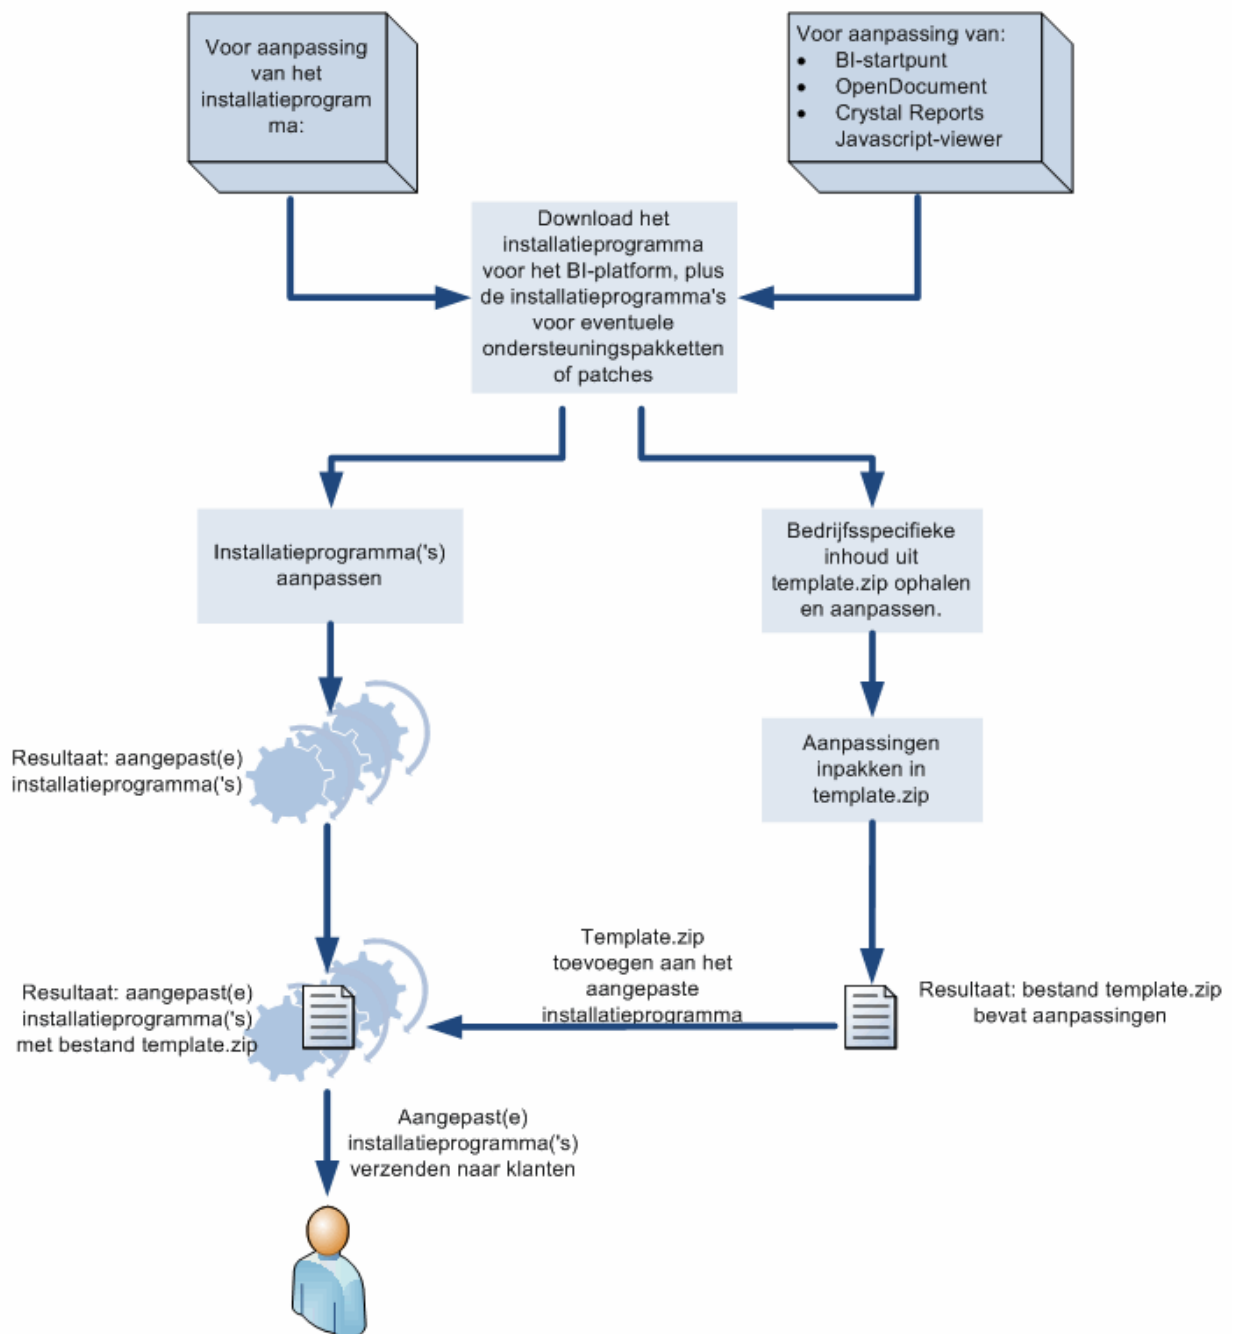 Voor aanpassing
van het
installatieprogram
ma:
Voor aanpassing van:
• BI-startpunt
• OpenDocument
• Crystal Reports
Javascript-viewer
Download het
installatieprogramma
voor het BI-platform, plus
de installatieprogramma's
voor eventuele
ondersteuningspakketten
of patches
Installatieprogramma('s)
aanpassen
Bedrijfsspecifieke
inhoud uit
template.zip ophalen
en aanpassen.
Resultaat: aangepast(e)
installatieprogramma('s)
Aanpassingen
inpakken in
template.zip
Template.zip
toevoegen aan het
aangepaste
installatieprogramma
Resultaat: aangepast(e)
installatieprogramma('s)
met bestand template.zip
Resultaat: bestand template.zip
bevat aanpassingen
Aangepast(e)
installatieprogramma('s)
verzenden naar klanten